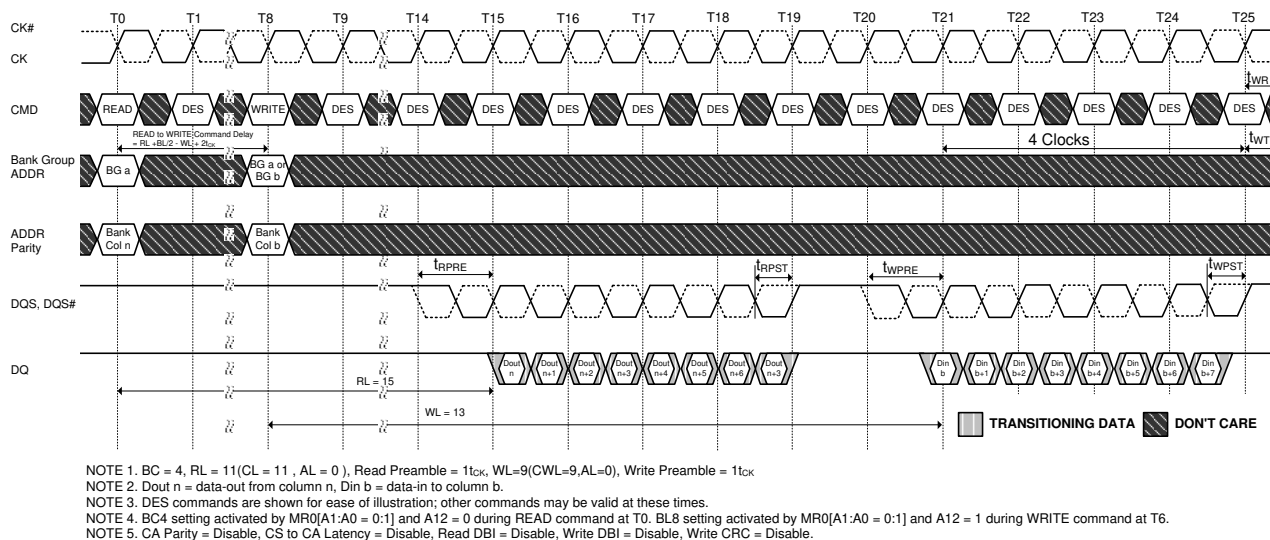 T0 T1 T8 T9 T14 T15 T16 T17 T18 T19 T20 T21 T22 T23 T24 T25
CK#
CK
tWR
CMD READ DES WRITE DES DES DES DES DES DES DES DES DES DES DES DES DES
READ to WRITE Command Delay
= RL +BL/2 - WL + 2tCK
4 Clocks tWT
Bank Group
ADDR
BG a
BG a or
BG b
ADDR
Parity
Bank
Col n
Bank
Col b
tRPRE tRPST tWPRE tWPST
DQS, DQS#
DQ
Dout
n
Dout
n+1
Dout
n+2
Dout
n+3
Dout
n+4
Dout
n+5
Dout
n+6
Dout
n+3
Din
b
Din
b+1
Din
b+2
Din
b+3
Din
b+4
Din
b+5
Din
b+6
Din
b+7
RL = 15
WL = 13
TRANSITIONING DATA DON'T CARE
NOTE 1. BC = 4, RL = 11(CL = 11 , AL = 0 ), Read Preamble = 1tCK, WL=9(CWL=9,AL=0), Write Preamble = 1tCK
NOTE 2. Dout n = data-out from column n, Din b = data-in to column b.
NOTE 3. DES commands are shown for ease of illustration; other commands may be valid at these times.
NOTE 4. BC4 setting activated by MR0[A1:A0 = 0:1] and A12 = 0 during READ command at T0. BL8 setting activated by MR0[A1:A0 = 0:1] and A12 = 1 during WRITE command at T6.
NOTE 5. CA Parity = Disable, CS to CA Latency = Disable, Read DBI = Disable, Write DBI = Disable, Write CRC = Disable.